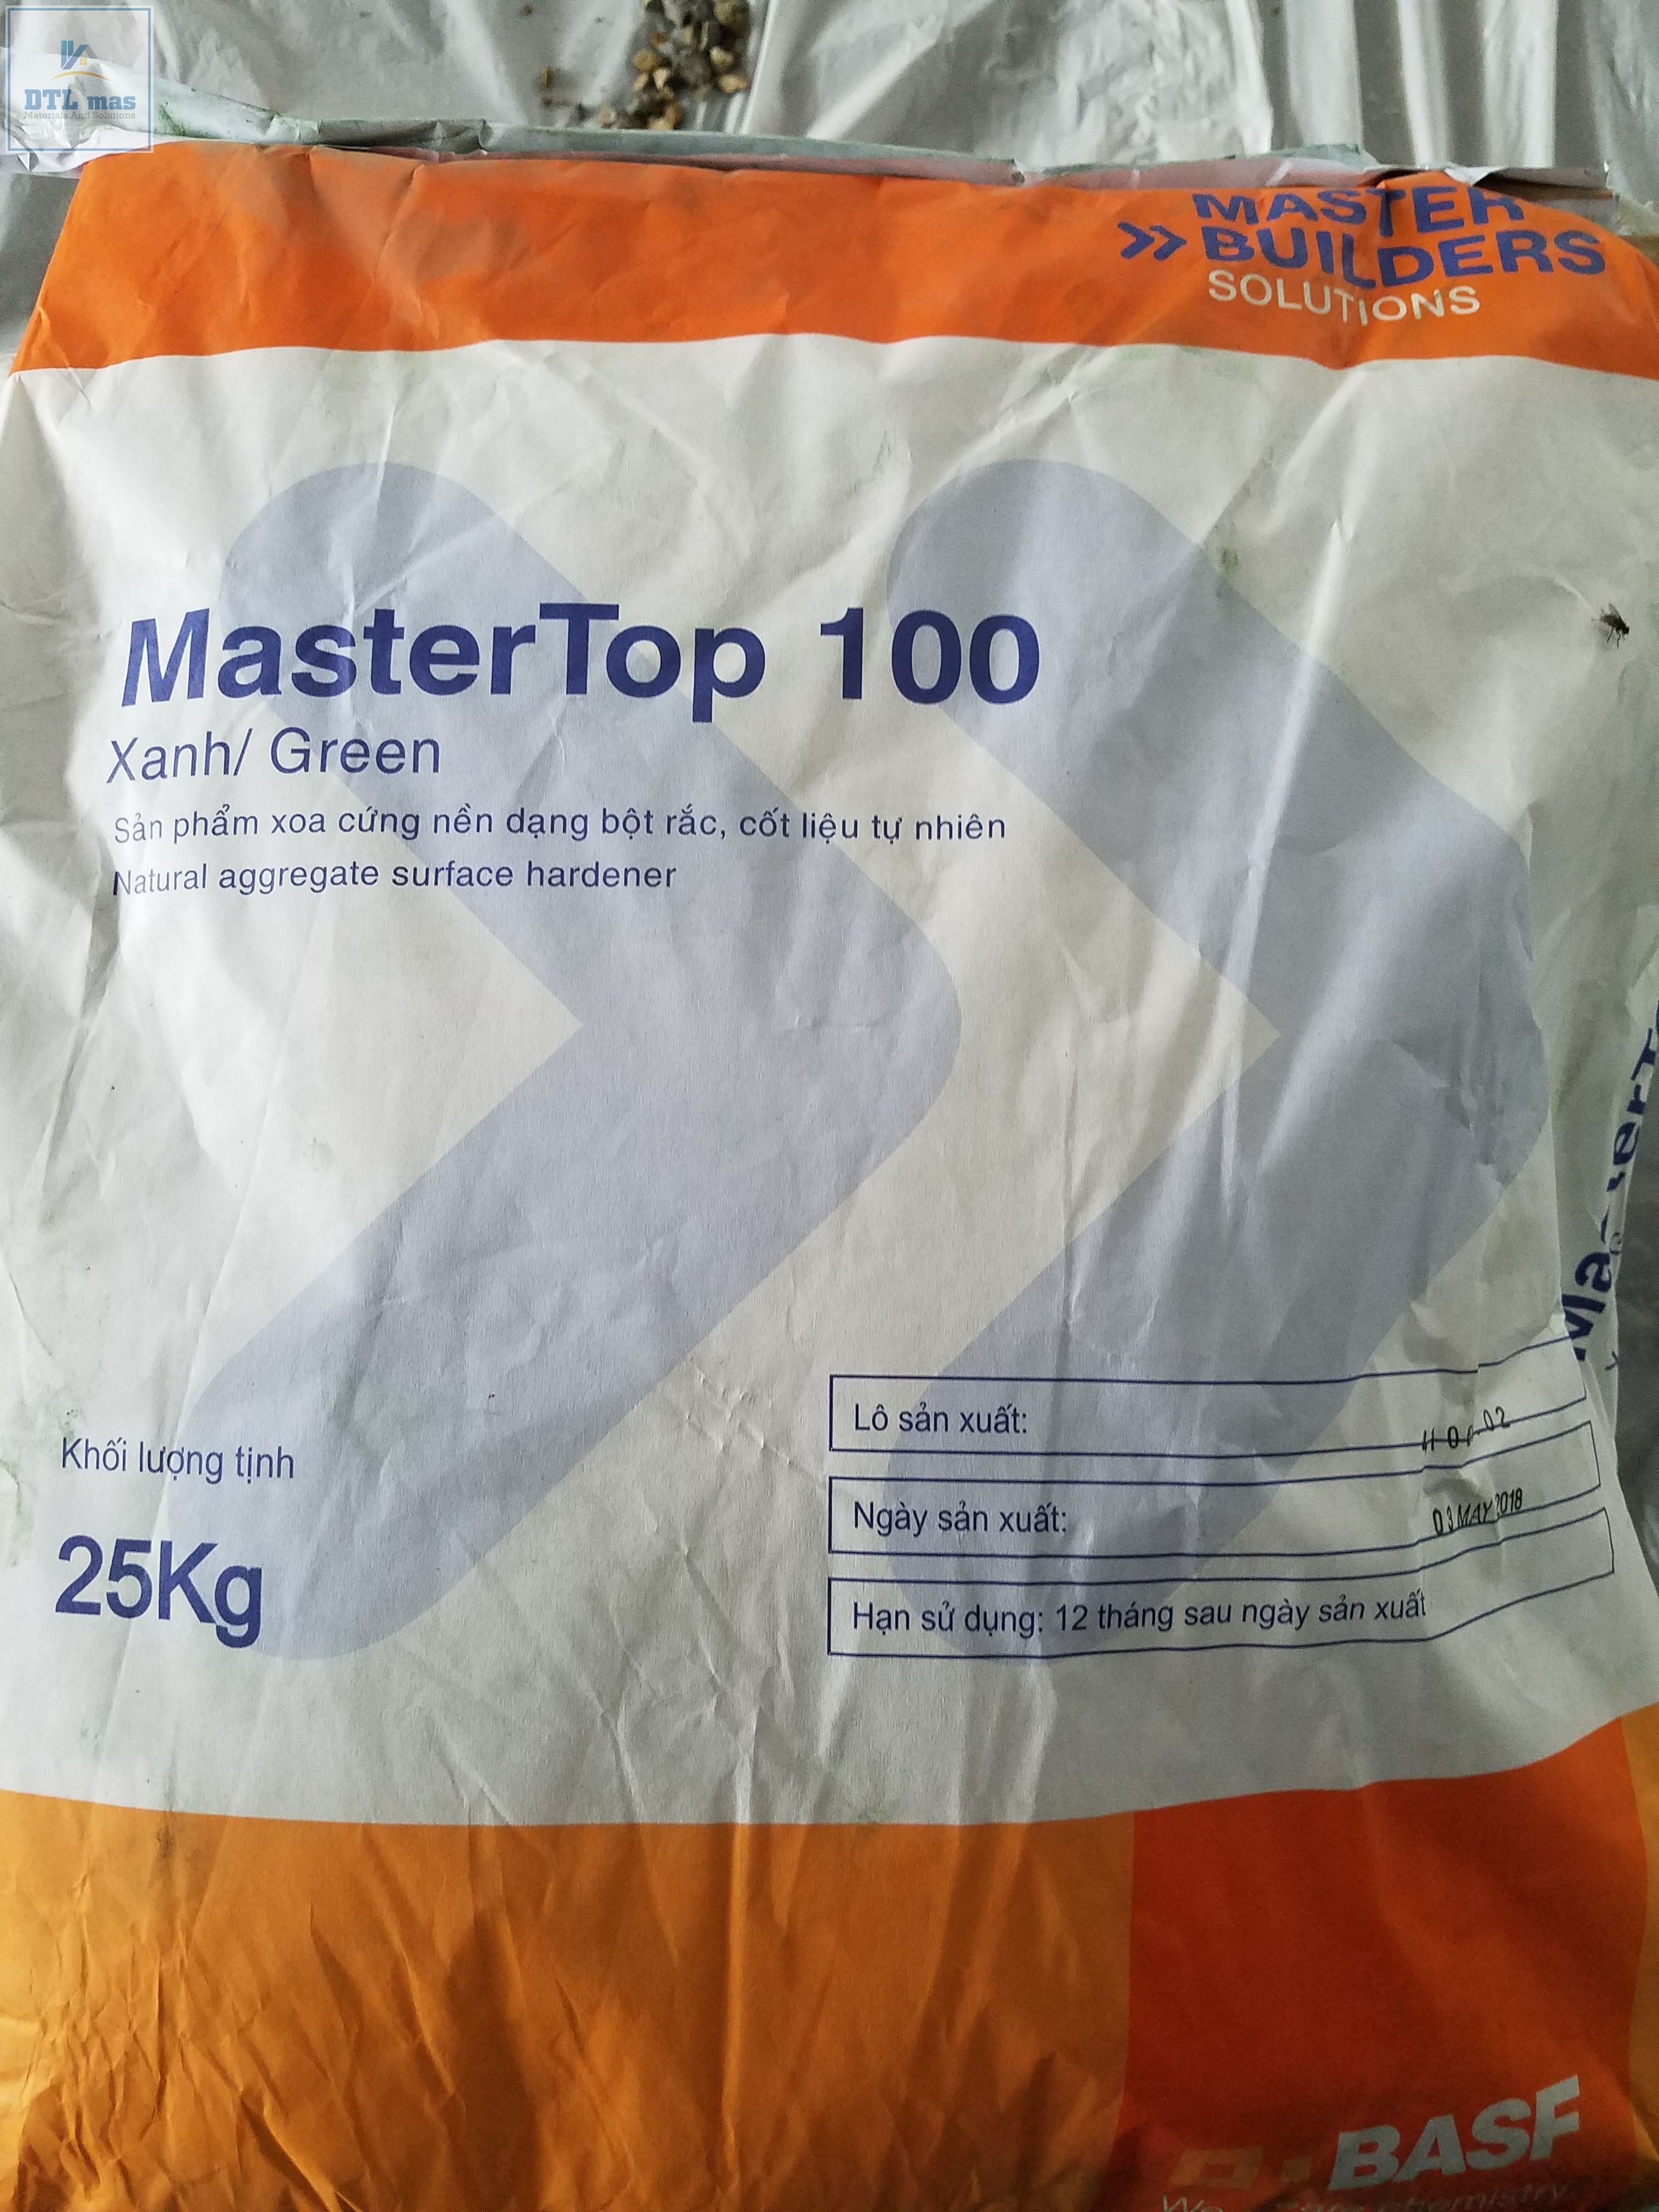 DTL mas
Materials And Solutions
MASTER
BUILDERS
SOLUTIONS
MasterTop 100
Xanh/ Green
Sản phẩm xoa cứng nền dạng bột rắc, cốt liệu tự nhiên
Natural aggregate surface hardener
Khối lượng tịnh
25Kg
Lô sản xuất:
Ngày sản xuất: 03 MAY 2018
Hạn sử dụng: 12 tháng sau ngày sản xuất
BASF